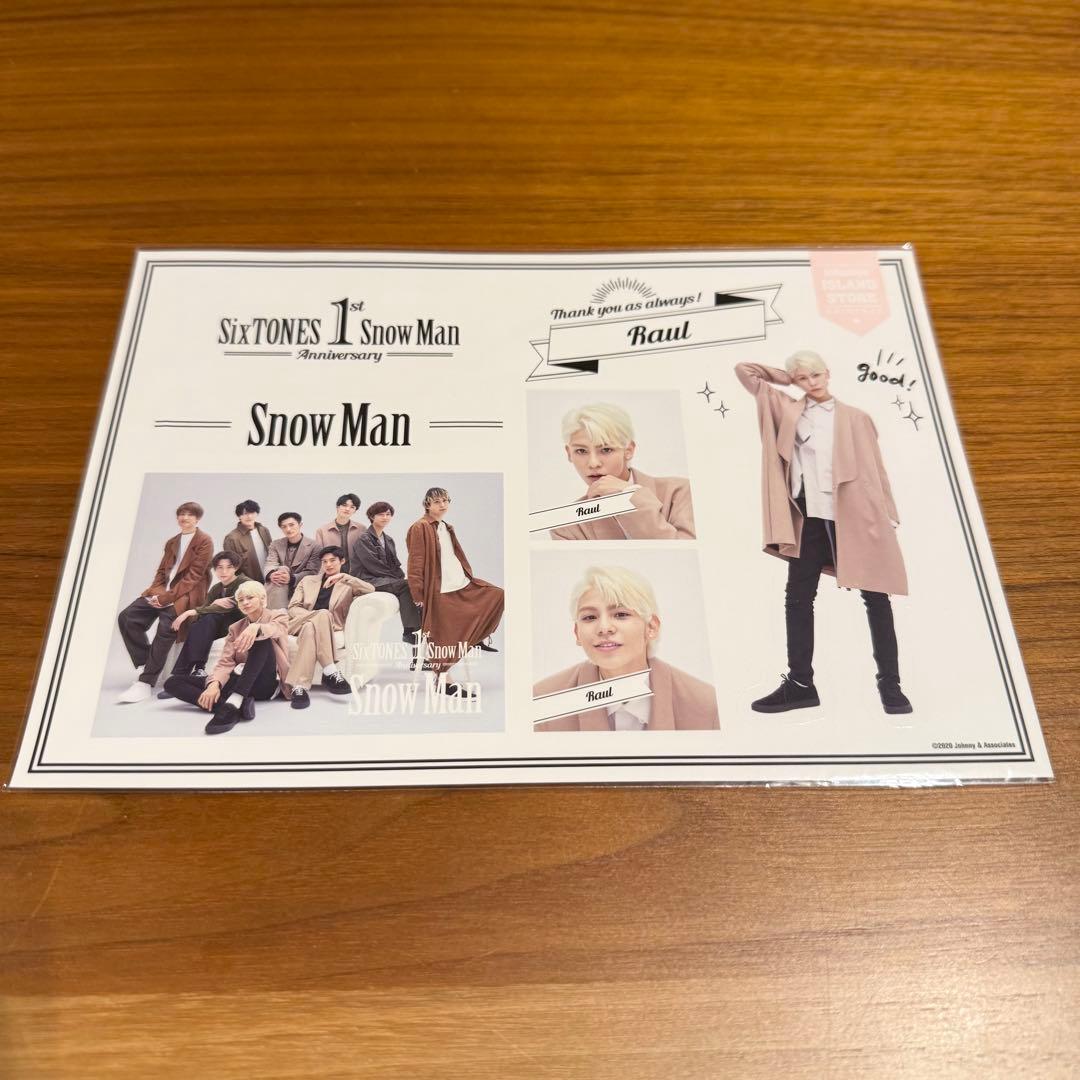 SixTONES 1st Snow Man
Anniversary
Snow Man
SixTONES 1st Snow Man
Anniversary
Snow Man
Thank you as always!
Raul
Raul
Raul
ISLAND
STORE
good!
©2020 Johnny & Associates